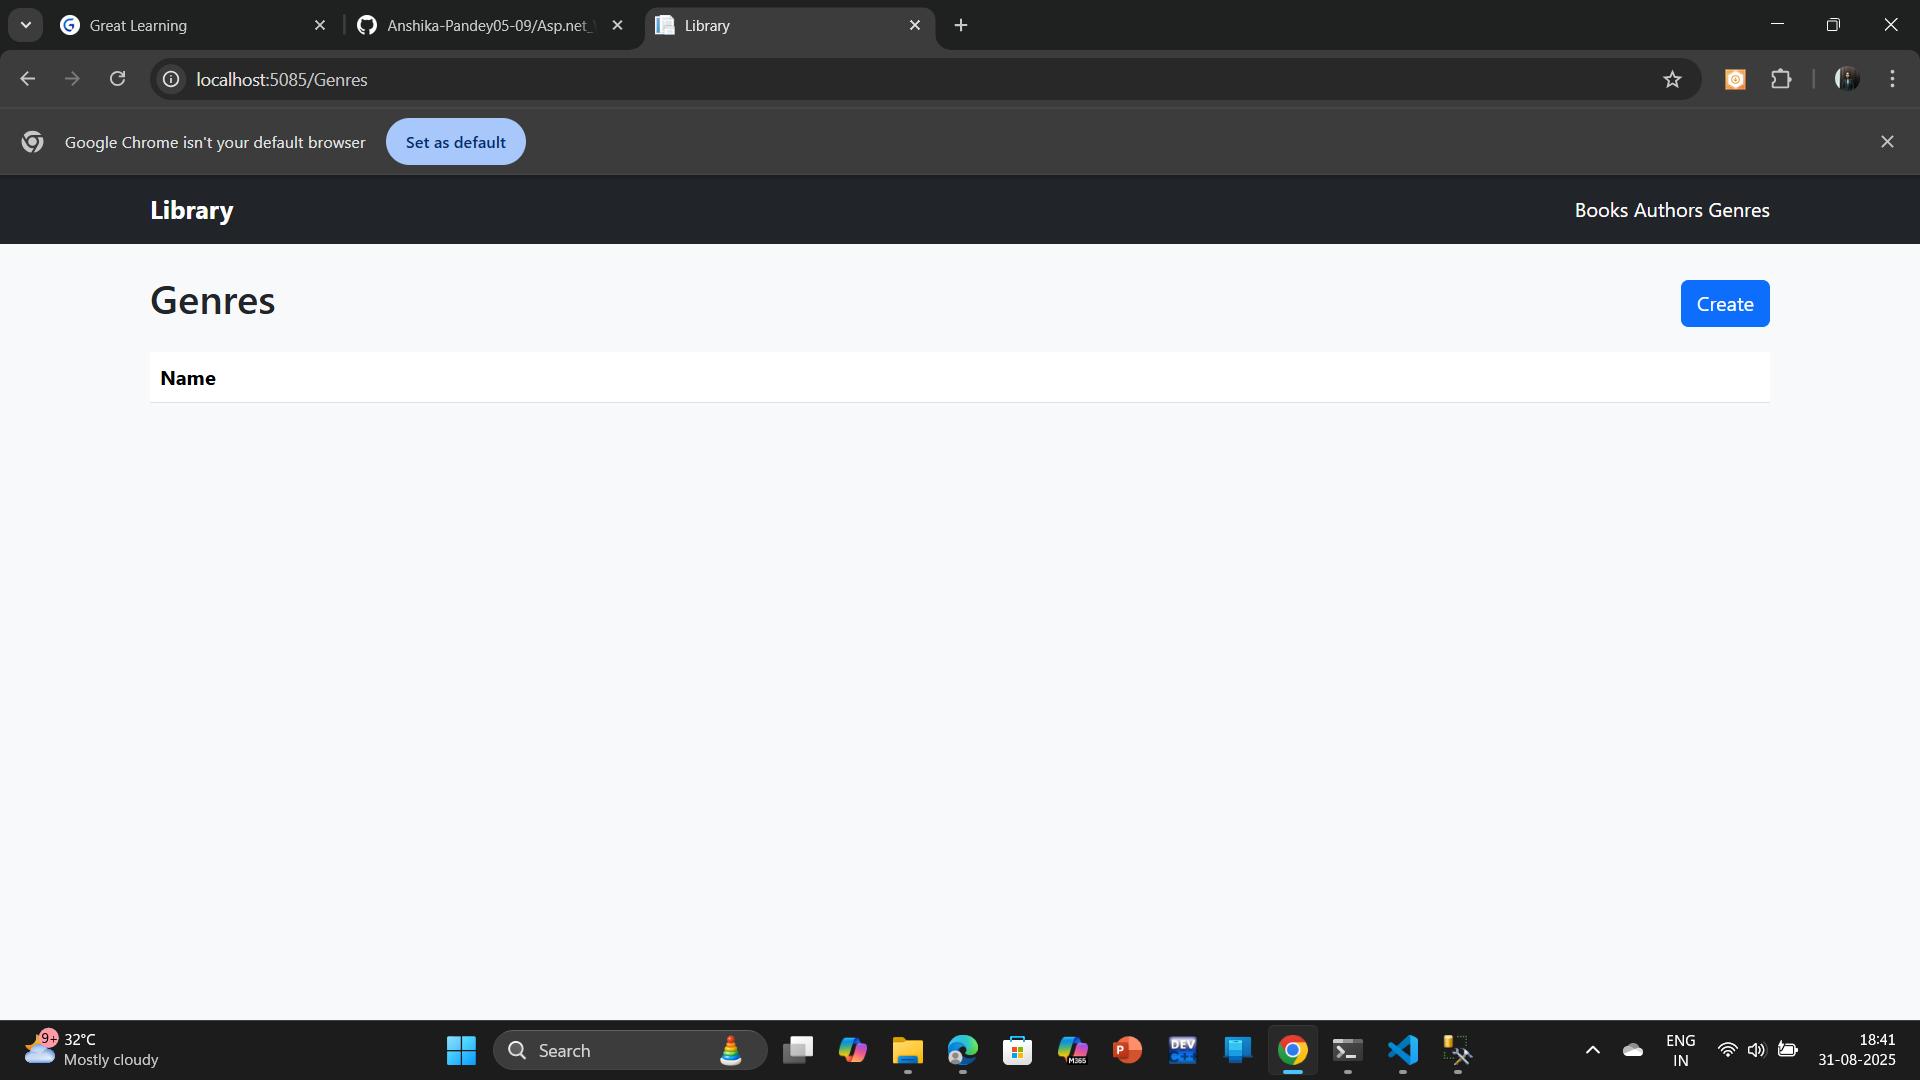 Great Learning
Anshika-Pandey05-09/Asp.net_
Library
localhost:5085/Genres
Google Chrome isn't your default browser
Set as default
Library
Books Authors Genres
Genres
Create
Name
9+
32°C
Mostly cloudy
Search
M365
P
DEV
C++
ENG
IN
18:41
31-08-2025